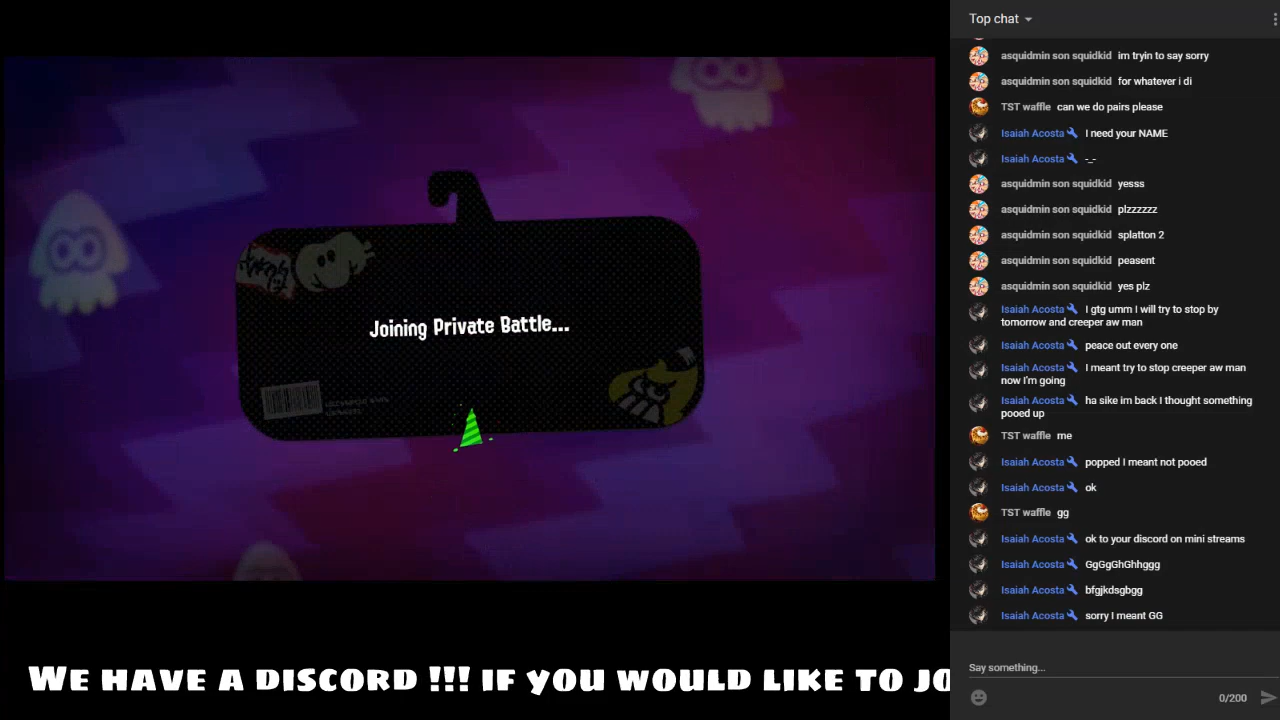 Top chat
asquidmin son squidkid im tryin to say sorry
asquidmin son squidkid for whatever i di
TST waffle can we do pairs please
Isaiah Acosta I need your NAME
Isaiah Acosta -_-
asquidmin son squidkid yesss
asquidmin son squidkid plzzzzzz
asquidmin son squidkid splatton 2
asquidmin son squidkid peasent
asquidmin son squidkid yes plz
Isaiah Acosta I gtg umm I will try to stop by
tomorrow and creeper aw man
Isaiah Acosta peace out every one
Isaiah Acosta I meant try to stop creeper aw man
now I'm going
Isaiah Acosta ha sike im back I thought something
pooed up
TST waffle me
Isaiah Acosta popped I meant not pooed
Isaiah Acosta ok
TST waffle gg
Isaiah Acosta ok to your discord on mini streams
Isaiah Acosta GgGgGhGhhggg
Isaiah Acosta bfgjkdsgbgg
Isaiah Acosta sorry I meant GG
Say something...
0/200
Joining Private Battle...
We have a discord !!! if you would like to jo